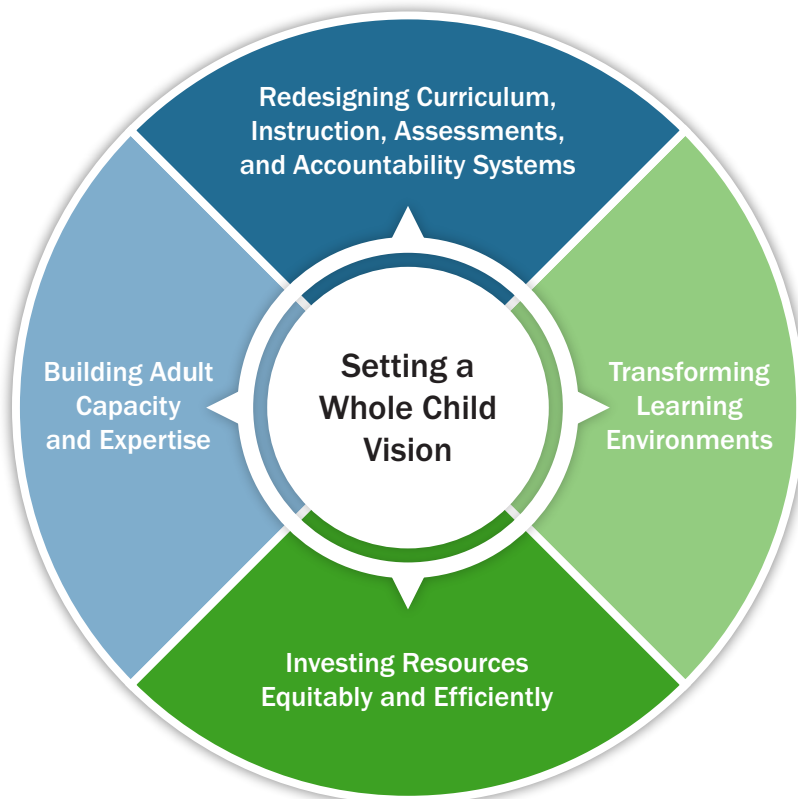 Redesigning Curriculum,
Instruction, Assessments,
and Accountability Systems
Building Adult
Capacity
and Expertise
Setting a
Whole Child
Vision
Transforming
Learning
Environments
Investing Resources
Equitably and Efficiently